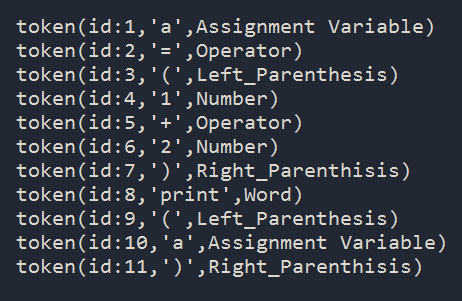 token(id:1,'a',Assignment Variable)
token(id:2,'=',Operator)
token(id:3,'(',Left_Parenthesis)
token(id:4,'1',Number)
token(id:5,'+',Operator)
token(id:6,'2',Number)
token(id:7,')',Right_Parenthisis)
token(id:8,'print',Word)
token(id:9,'(',Left_Parenthesis)
token(id:10,'a',Assignment Variable)
token(id:11,')',Right_Parenthisis)